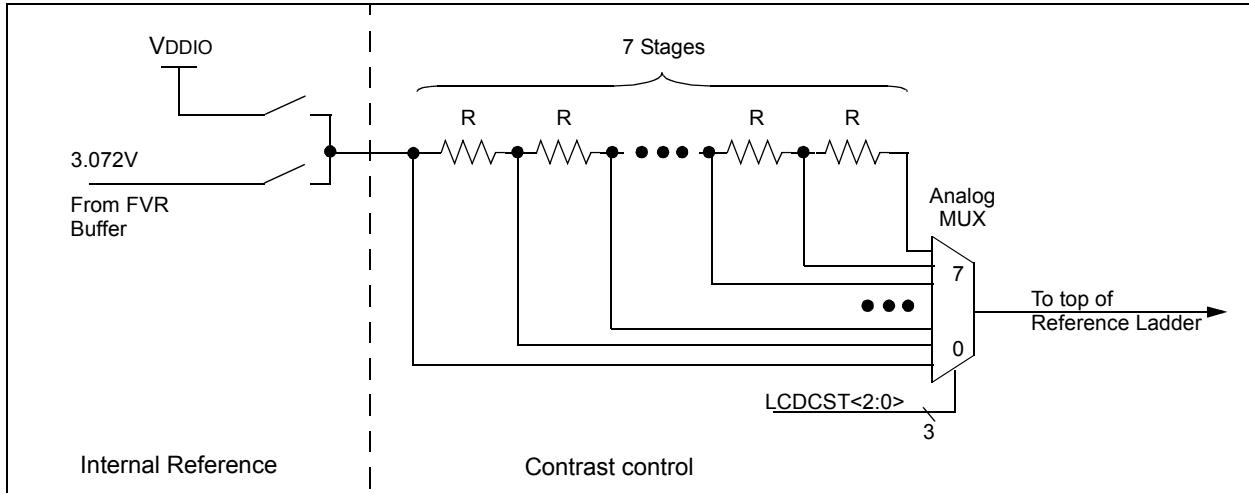 VDDIO
7 Stages
R
R
R
R
3.072V
From FVR
Buffer
Analog
MUX
7
To top of
Reference Ladder
0
LCDCST<2:0>
3
Internal Reference
Contrast control